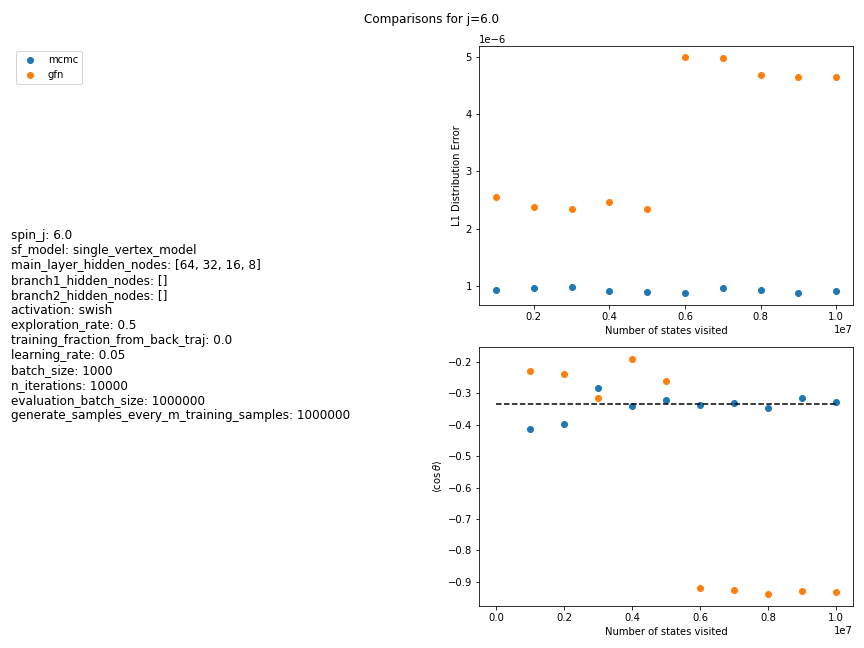 Comparisons for j=6.0
mcmc
gfn
spin_j: 6.0
sf_model: single_vertex_model
main_layer_hidden_nodes: [64, 32, 16, 8]
branch1_hidden_nodes: []
branch2_hidden_nodes: []
activation: swish
exploration_rate: 0.5
training_fraction_from_back_traj: 0.0
learning_rate: 0.05
batch_size: 1000
n_iterations: 10000
evaluation_batch_size: 1000000
generate_samples_every_m_training_samples: 1000000
1e−6
5
4
3
2
1
L1 Distribution Error
0.2 0.4 0.6 0.8 1.0
1e7
Number of states visited
−0.2
−0.3
−0.4
−0.5
−0.6
−0.7
−0.8
−0.9
⟨cos θ⟩
0.0 0.2 0.4 0.6 0.8 1.0
1e7
Number of states visited